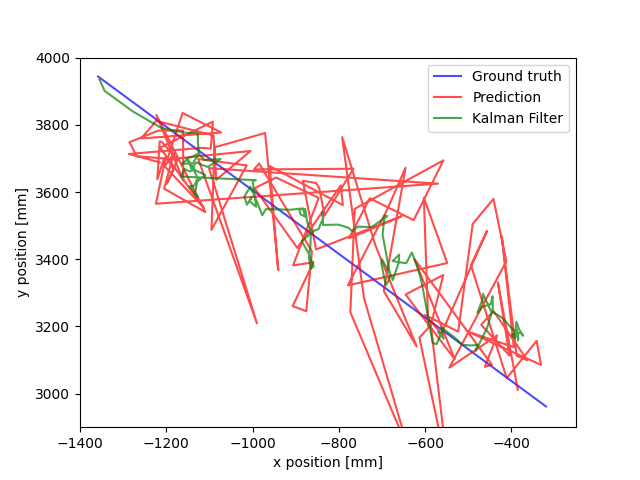 Ground truth
Prediction
Kalman Filter
4000
3800
3600
3400
3200
3000
y position [mm]
−1400 −1200 −1000 −800 −600 −400
x position [mm]